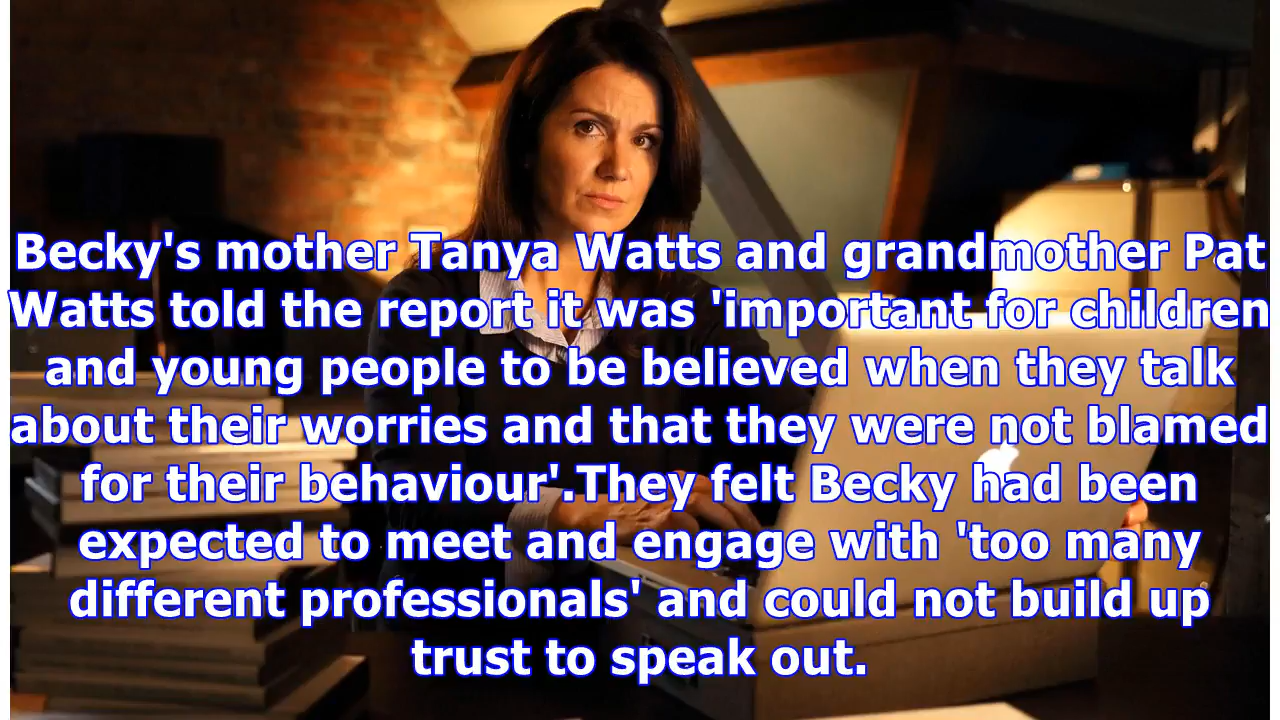 Becky's mother Tanya Watts and grandmother Pat
Watts told the report it was 'important for children
and young people to be believed when they talk
about their worries and that they were not blamed
for their behaviour'.They felt Becky had been
expected to meet and engage with 'too many
different professionals' and could not build up
trust to speak out.